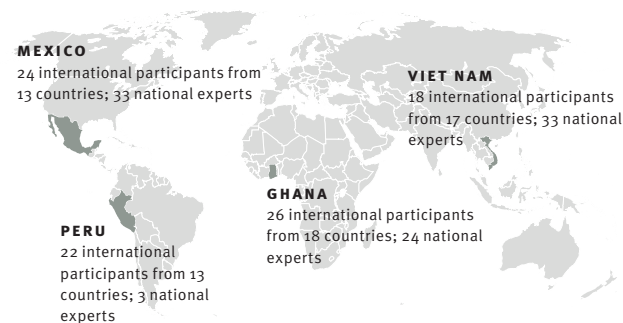 MEXICO
24 international participants from
13 countries; 33 national experts
VIET NAM
18 international participants
from 17 countries; 33 national
experts
GHANA
26 international participants
from 18 countries; 24 national
experts
PERU
22 international
participants from 13
countries; 3 national
experts